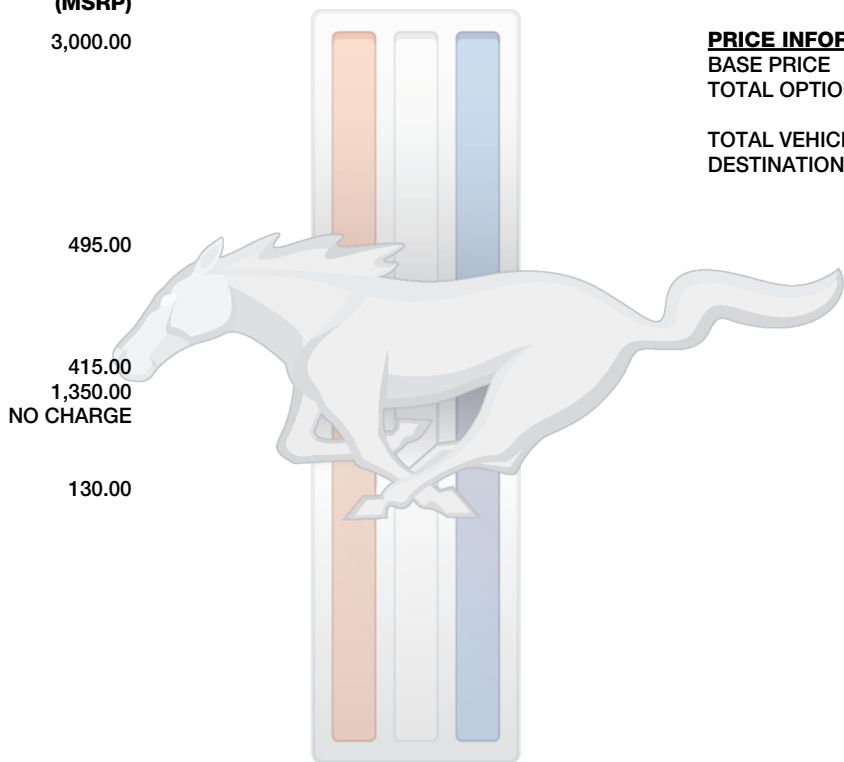 (MSRP)
3,000.00
495.00
415.00
1,350.00
NO CHARGE
130.00
PRICE INFOR
BASE PRICE
TOTAL OPTIO
TOTAL VEHIC
DESTINATION